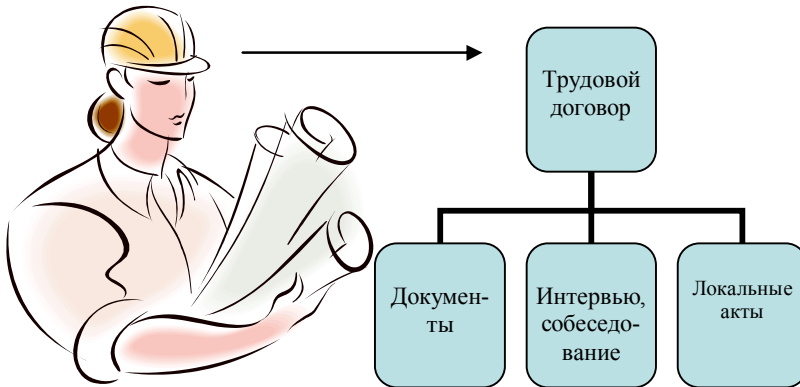 Трудовой
договор
Докумен-
ты
Интервью,
собеседо-
вание
Локальные
акты